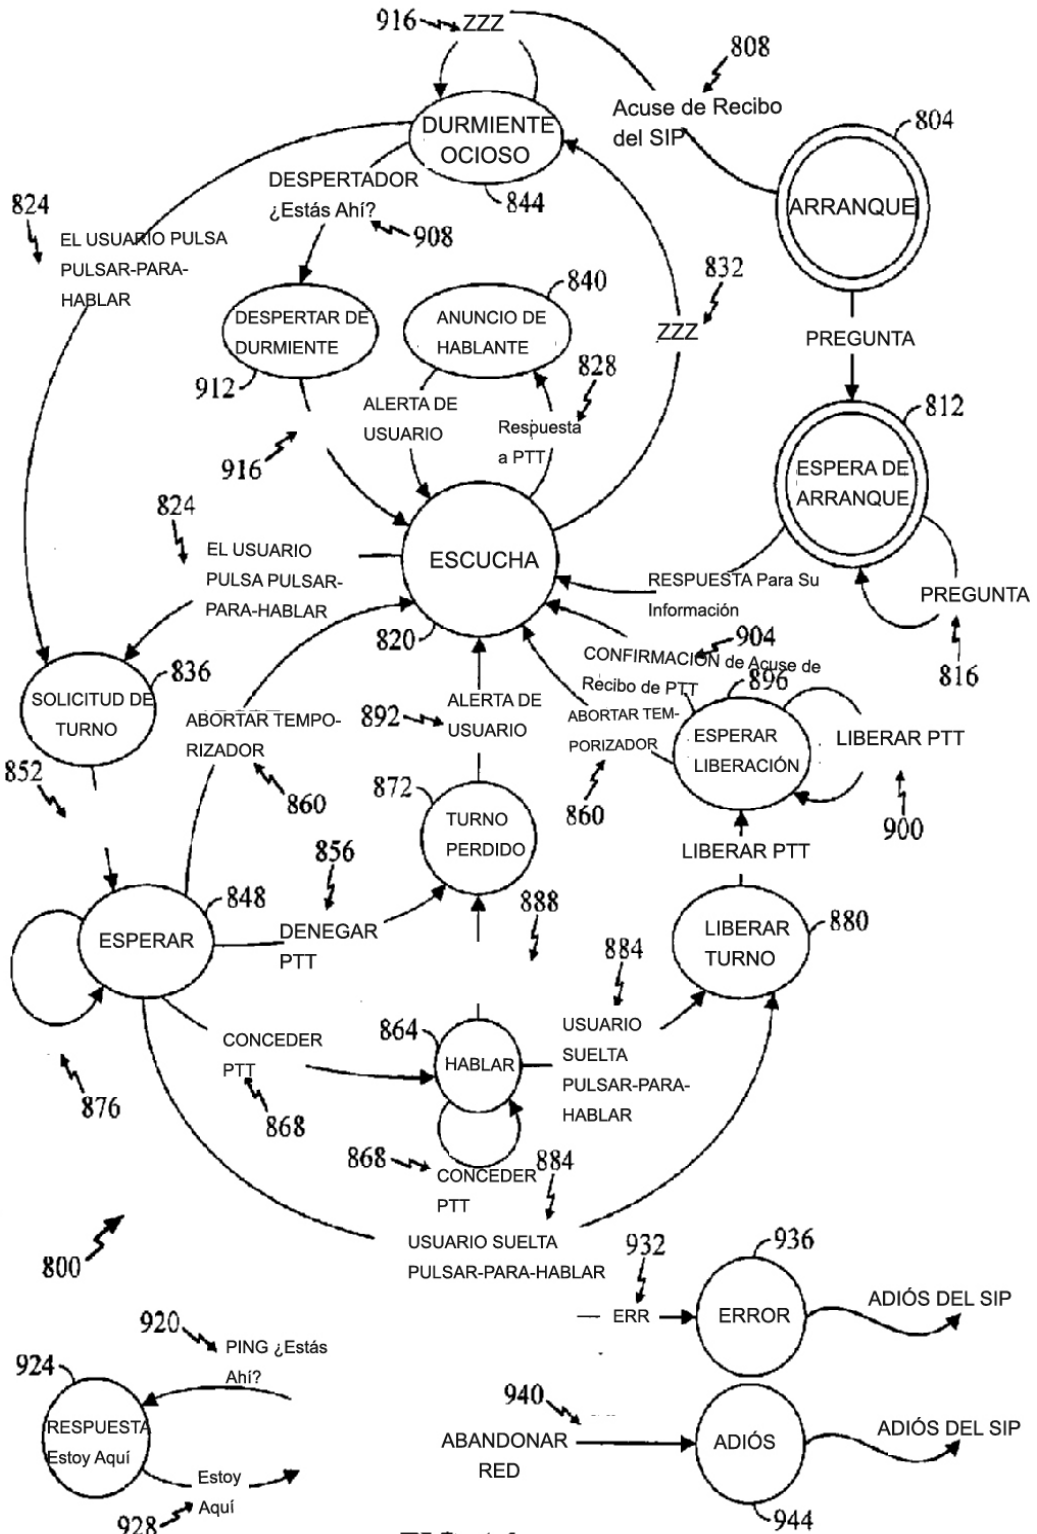 916
ZZZ
808
Acuse de Recibo
del SIP
804
ARRANQUE
DURMIENTE
OCIOSO
844
DESPERTADOR
¿Estás Ahí?
908
824
EL USUARIO PULSA
PULSAR-PARA-
HABLAR
840
832
ZZZ
DESPERTAR DE
DURMIENTE
912
ANUNCIO DE
HABLANTE
PREGUNTA
828
ALERTA DE
USUARIO
Respuesta
a PTT
812
ESPERA DE
ARRANQUE
916
824
EL USUARIO
PULSA PULSAR-
PARA-HABLAR
ESCUCHA
820
RESPUESTA Para Su
Información
PREGUNTA
816
904
CONFIRMACIÓN de Acuse de
Recibo de PTT
896
836
SOLICITUD DE
TURNO
ABORTAR TEMPO-
RIZADOR
860
892
ALERTA DE
USUARIO
ABORTAR TEM-
PORIZADOR
860
ESPERAR
LIBERACIÓN
LIBERAR PTT
900
852
872
TURNO
PERDIDO
LIBERAR PTT
856
848
ESPERAR
DENEGAR
PTT
888
LIBERAR
TURNO
880
884
864
HABLAR
USUARIO
SUELTA
PULSAR-PARA-
HABLAR
CONCEDER
PTT
868
876
868
CONCEDER
PTT
884
USUARIO SUELTA
PULSAR-PARA-HABLAR
800
932
ERR
936
ERROR
ADIÓS DEL SIP
920
PING ¿Estás
Ahí?
924
RESPUESTA
Estoy Aquí
Estoy
Aquí
928
940
ABANDONAR
RED
ADIÓS
944
ADIÓS DEL SIP